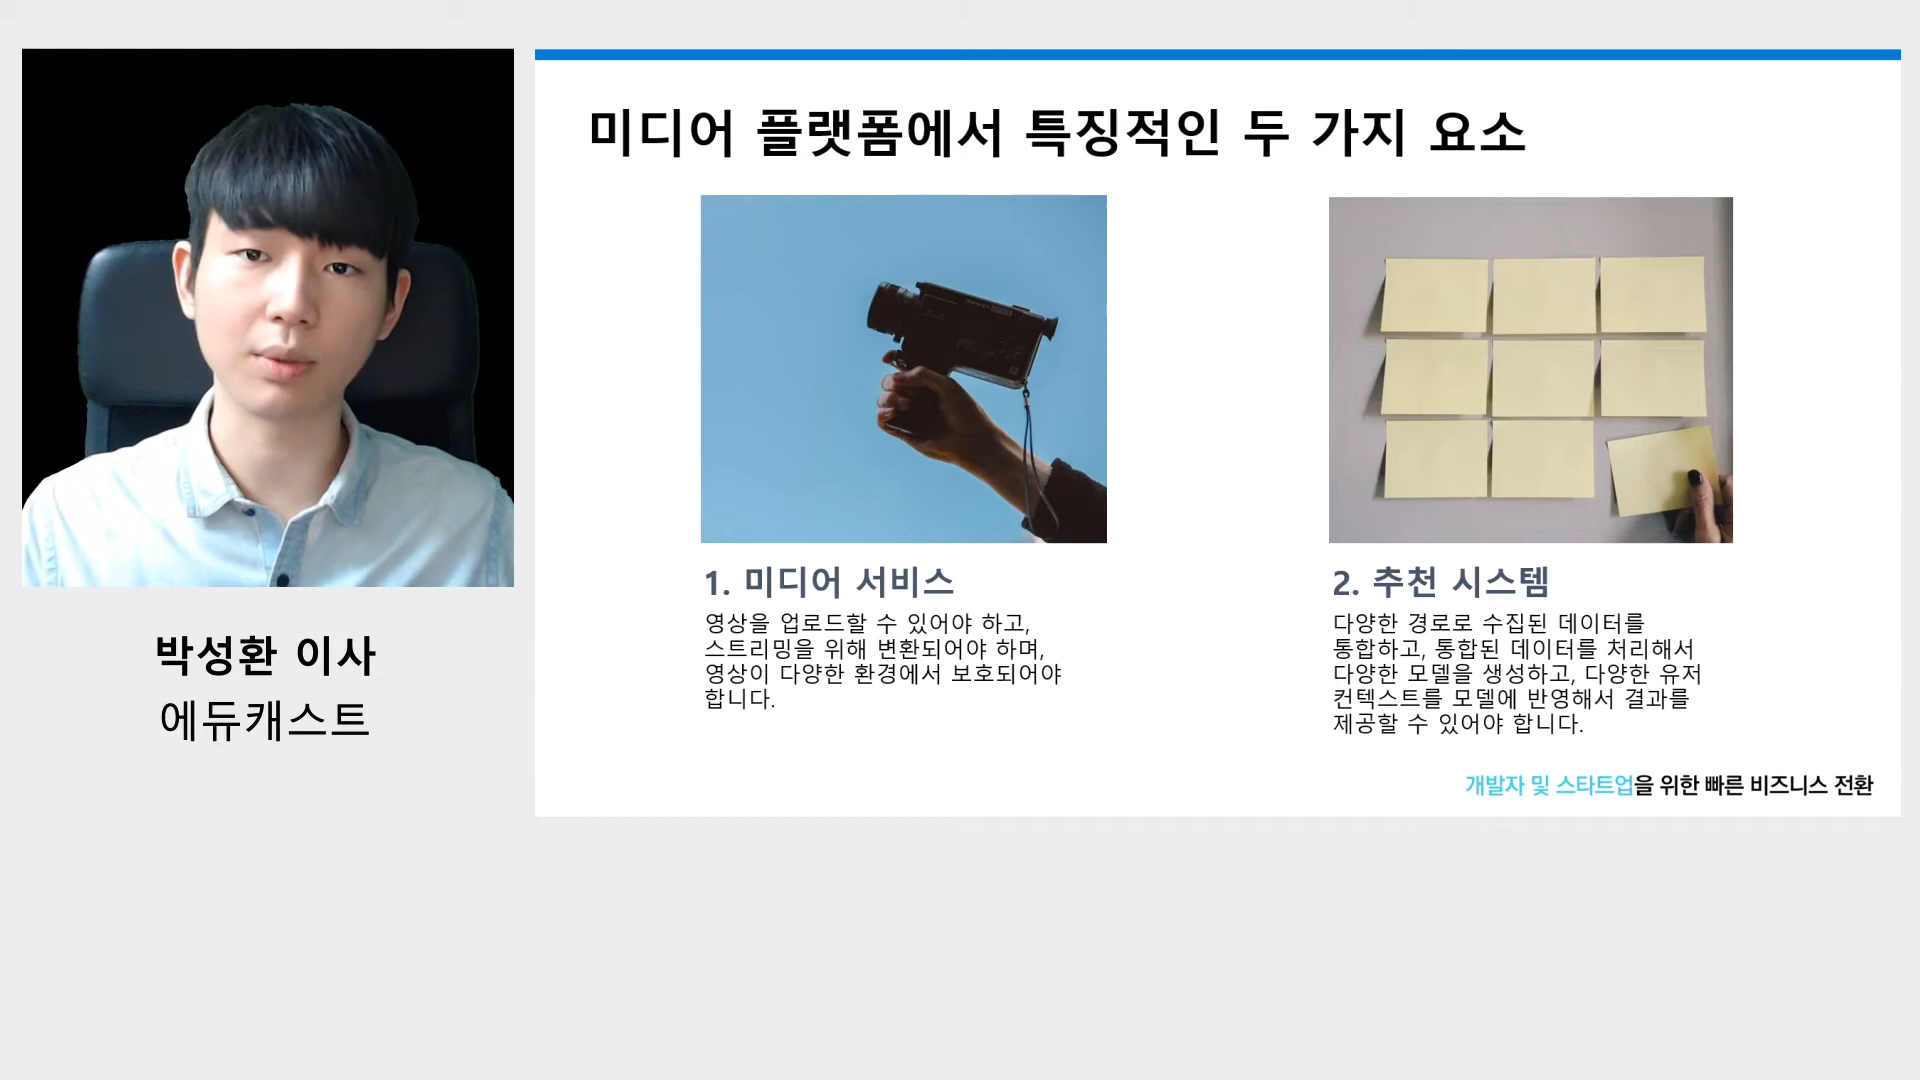 박성환 이사
에듀캐스트
미디어 플랫폼에서 특징적인 두 가지 요소
1. 미디어 서비스
영상을 업로드할 수 있어야 하고,
스트리밍을 위해 변환되어야 하며,
영상이 다양한 환경에서 보호되어야
합니다.
2. 추천 시스템
다양한 경로로 수집된 데이터를
통합하고, 통합된 데이터를 처리해서
다양한 모델을 생성하고, 다양한 유저
컨텍스트를 모델에 반영해서 결과를
제공할 수 있어야 합니다.
개발자 및 스타트업을 위한 빠른 비즈니스 전환